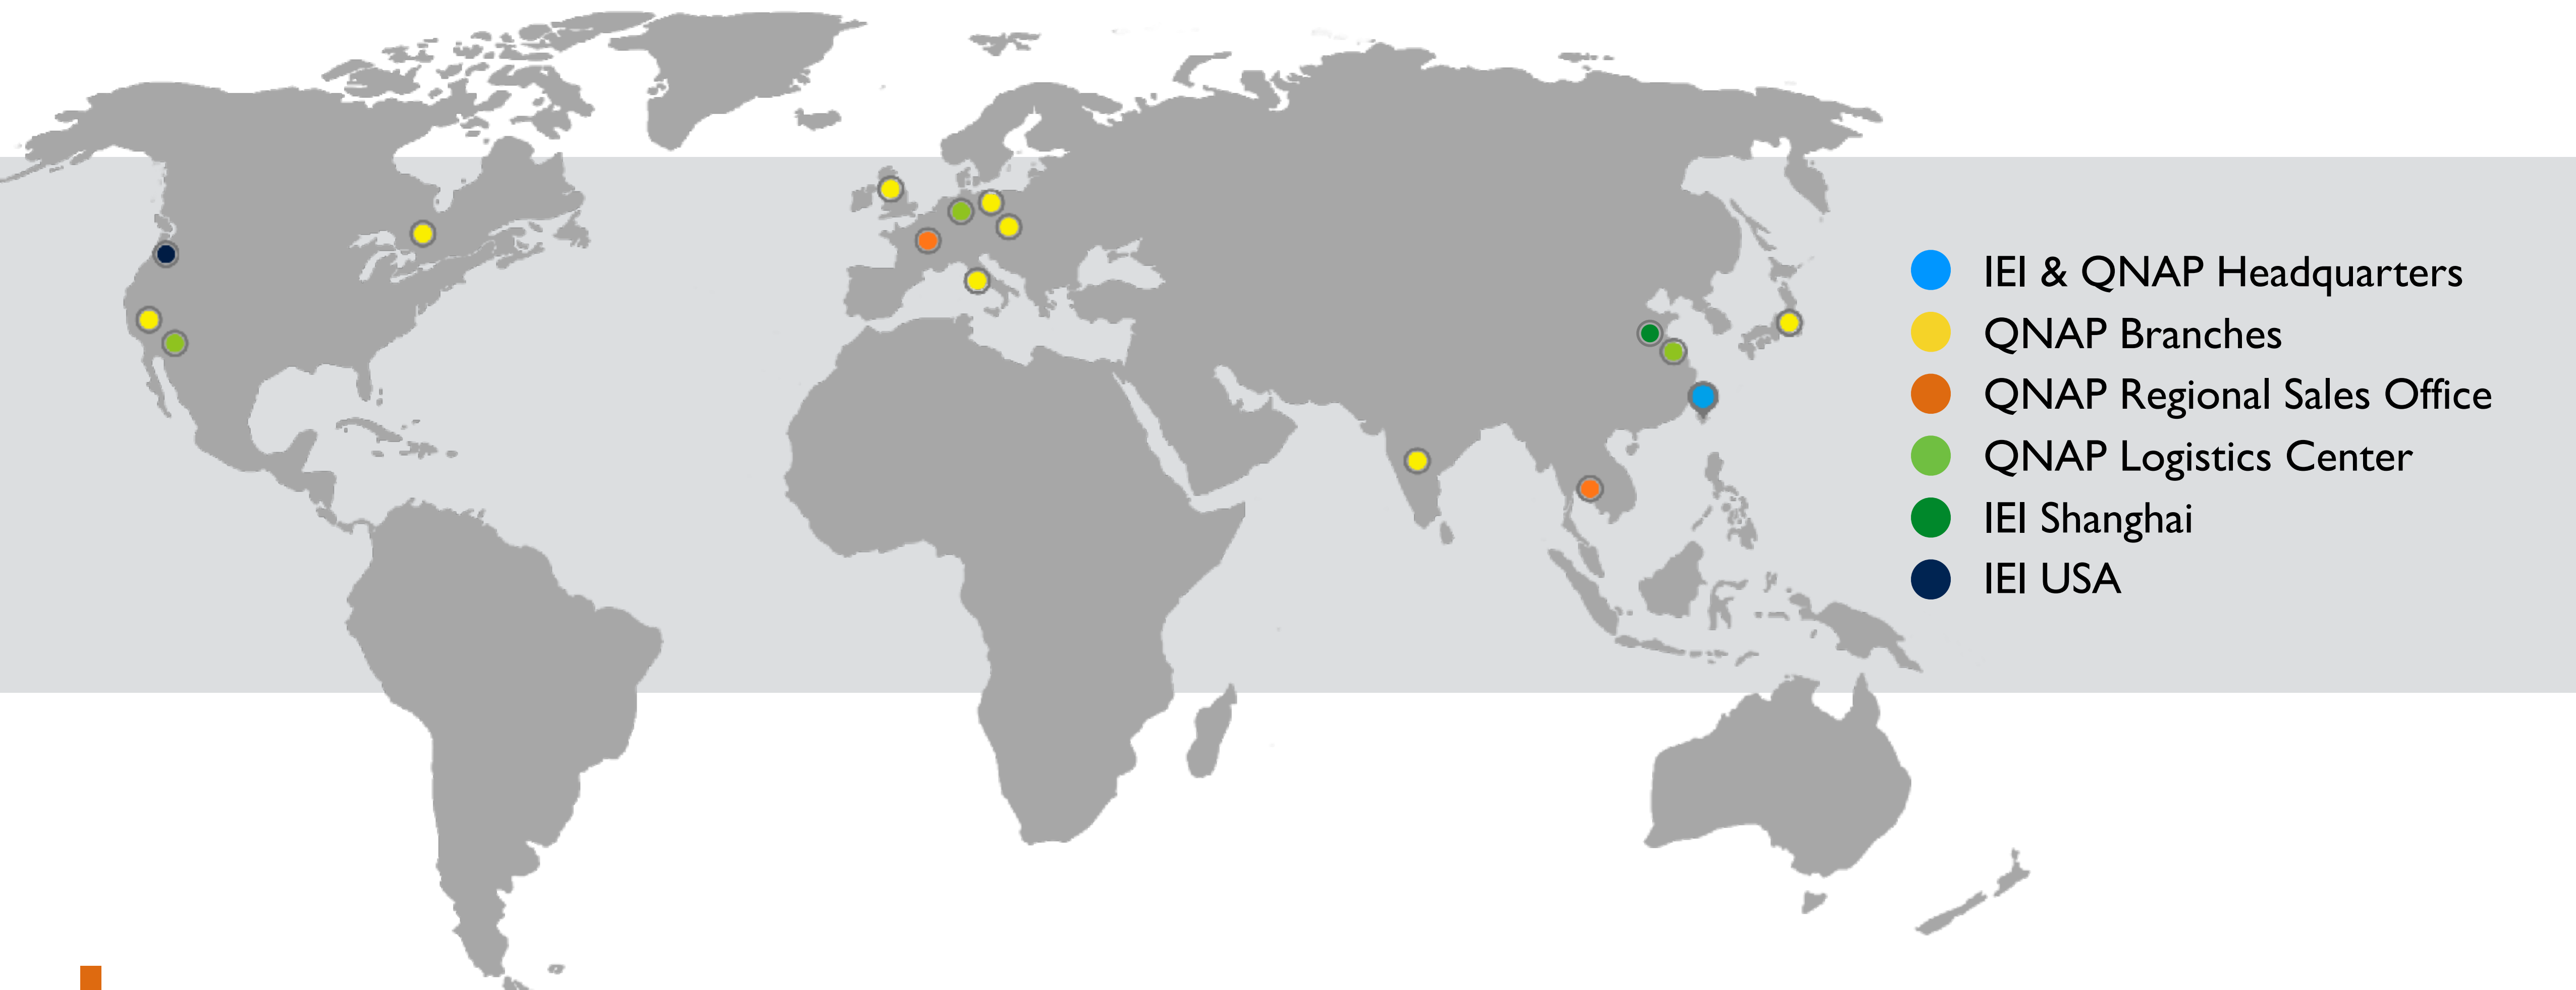 IEI & QNAP Headquarters
QNAP Branches
QNAP Regional Sales Office
QNAP Logistics Center
IEI Shanghai
IEI USA